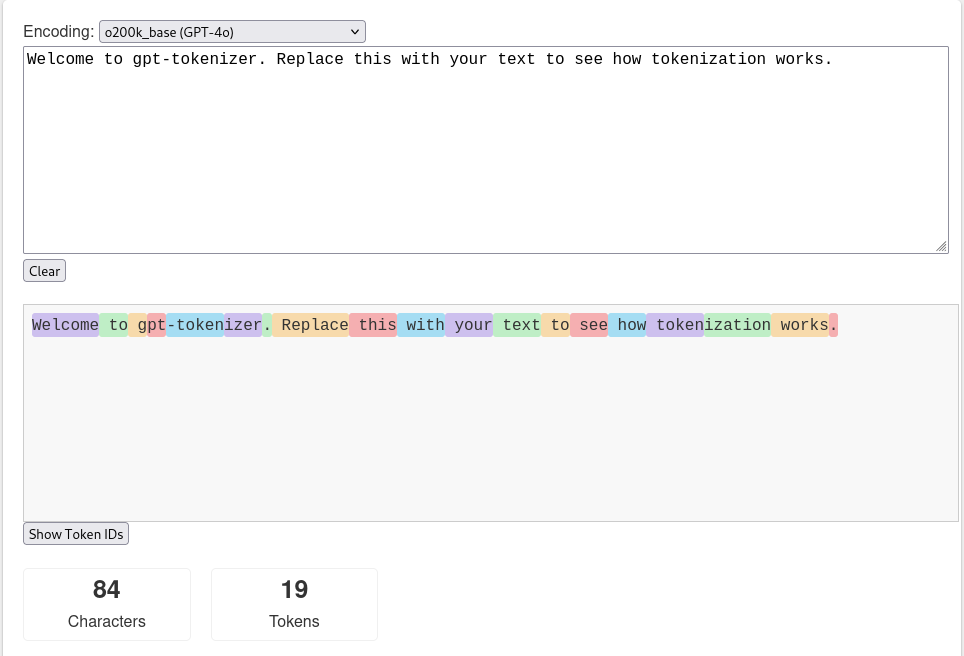 Encoding: o200k_base (GPT-4o)
Welcome to gpt-tokenizer. Replace this with your text to see how tokenization works.
Clear
Welcome to gpt-tokenizer. Replace this with your text to see how tokenization works.
Show Token IDs
84 19
Characters Tokens